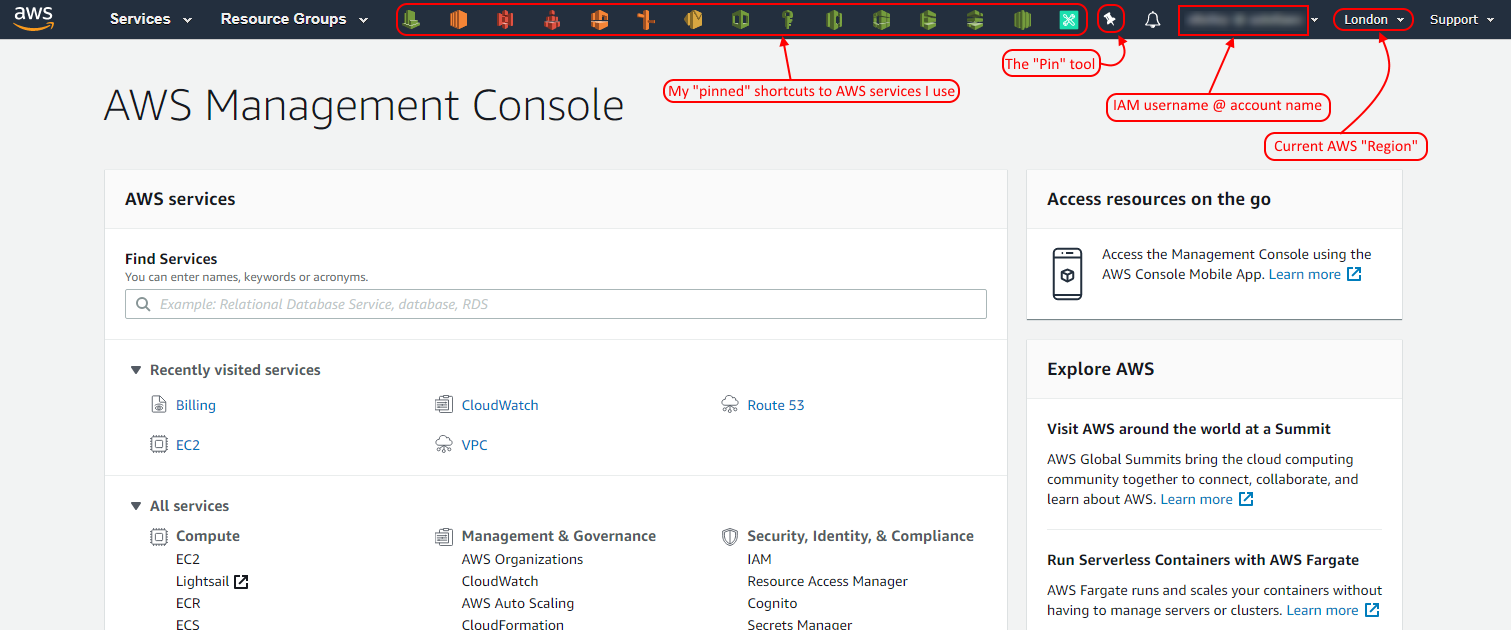 aws
Services
Resource Groups
London
Support
The "Pin" tool
My "pinned" shortcuts to AWS services I use
IAM username @ account name
Current AWS "Region"
AWS Management Console
AWS services
Find Services
You can enter names, keywords or acronyms.
Example: Relational Database Service, database, RDS
Recently visited services
Billing
CloudWatch
Route 53
EC2
VPC
All services
Compute
EC2
Lightsail
ECR
ECS
Management & Governance
AWS Organizations
CloudWatch
AWS Auto Scaling
CloudFormation
Security, Identity, & Compliance
IAM
Resource Access Manager
Cognito
Secrets Manager
Access resources on the go
Access the Management Console using the
AWS Console Mobile App. Learn more
Explore AWS
Visit AWS around the world at a Summit
AWS Global Summits bring the cloud computing
community together to connect, collaborate, and
learn about AWS. Learn more
Run Serverless Containers with AWS Fargate
AWS Fargate runs and scales your containers without
having to manage servers or clusters. Learn more